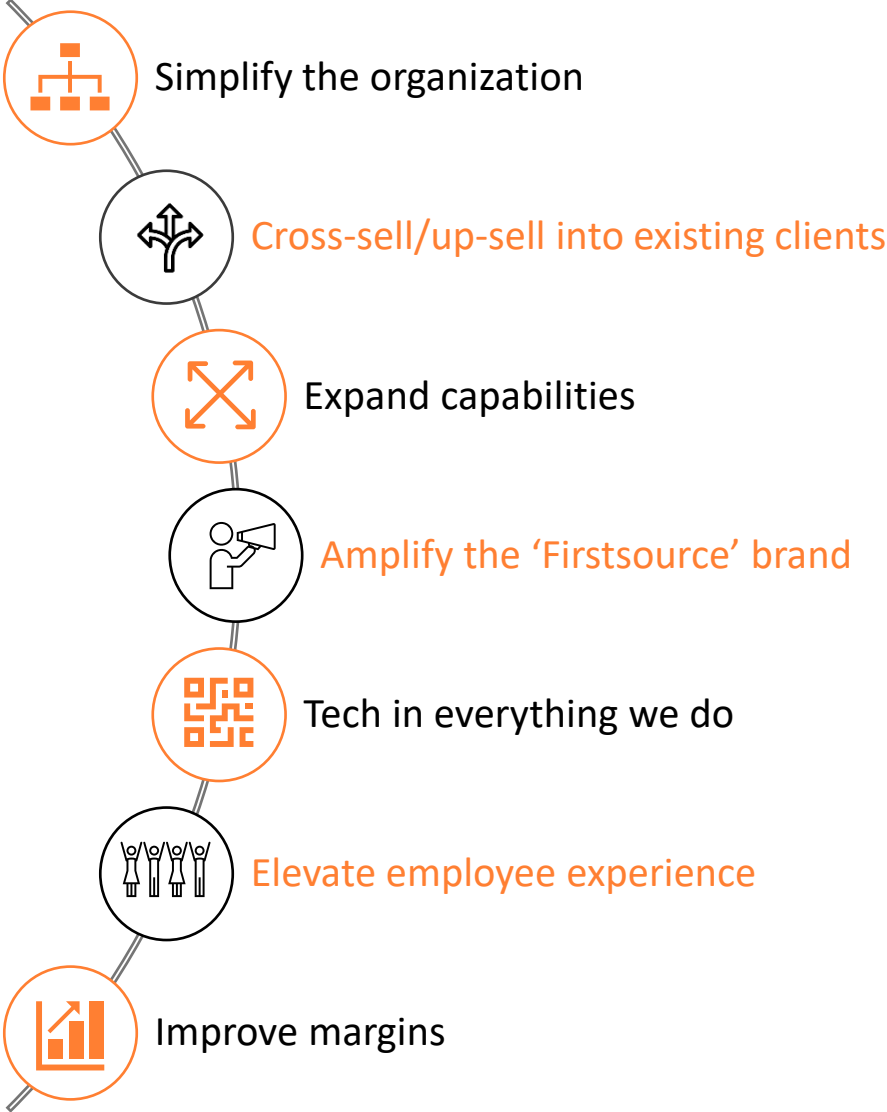 Simplify the organization
Cross-sell/up-sell into existing clients
Expand capabilities
Amplify the ‘Firstsource’ brand
Tech in everything we do
Elevate employee experience
Improve margins